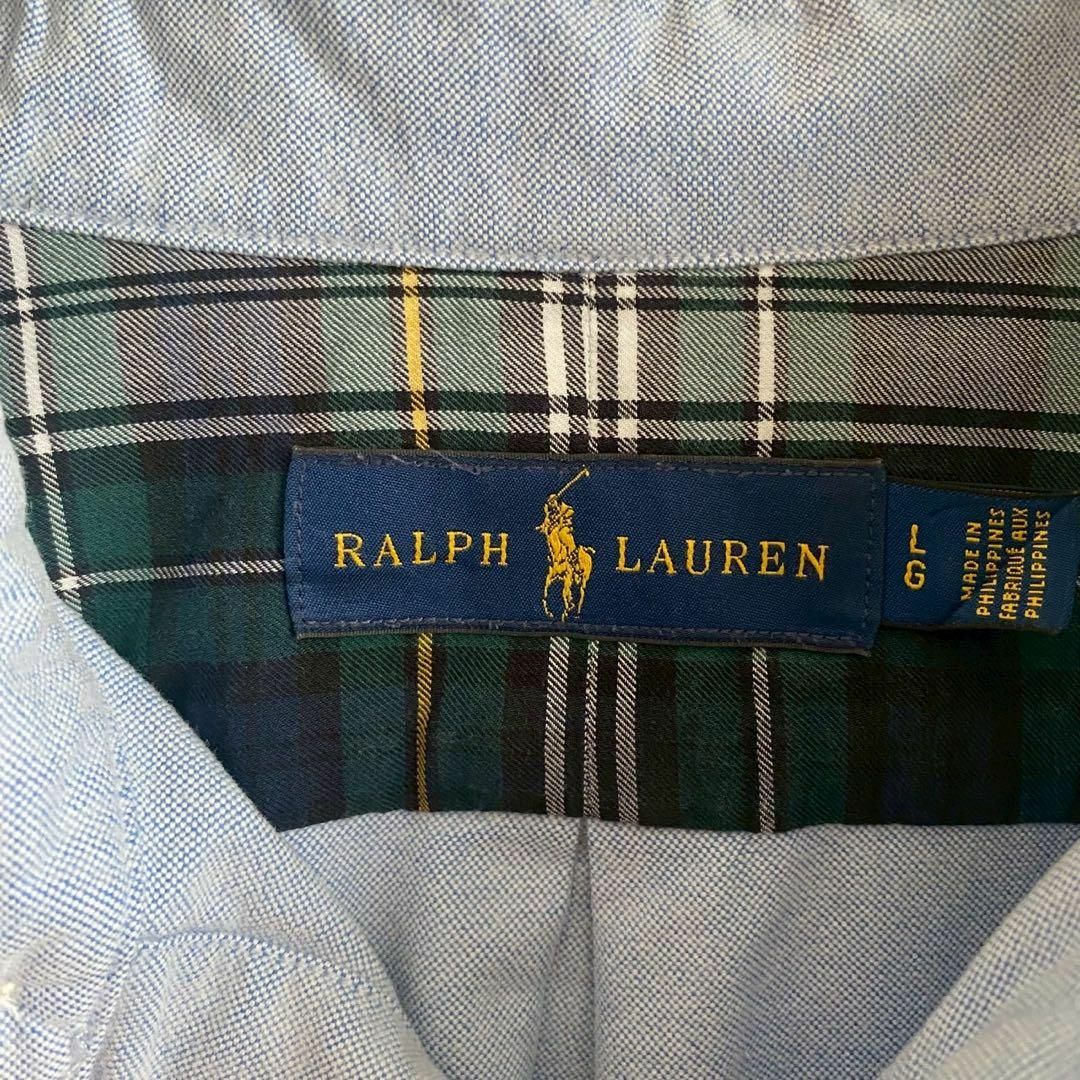 RALPH LAUREN
L
G
MADE IN
PHILIPPINES
FABRIQUÉ AUX
PHILIPPINES